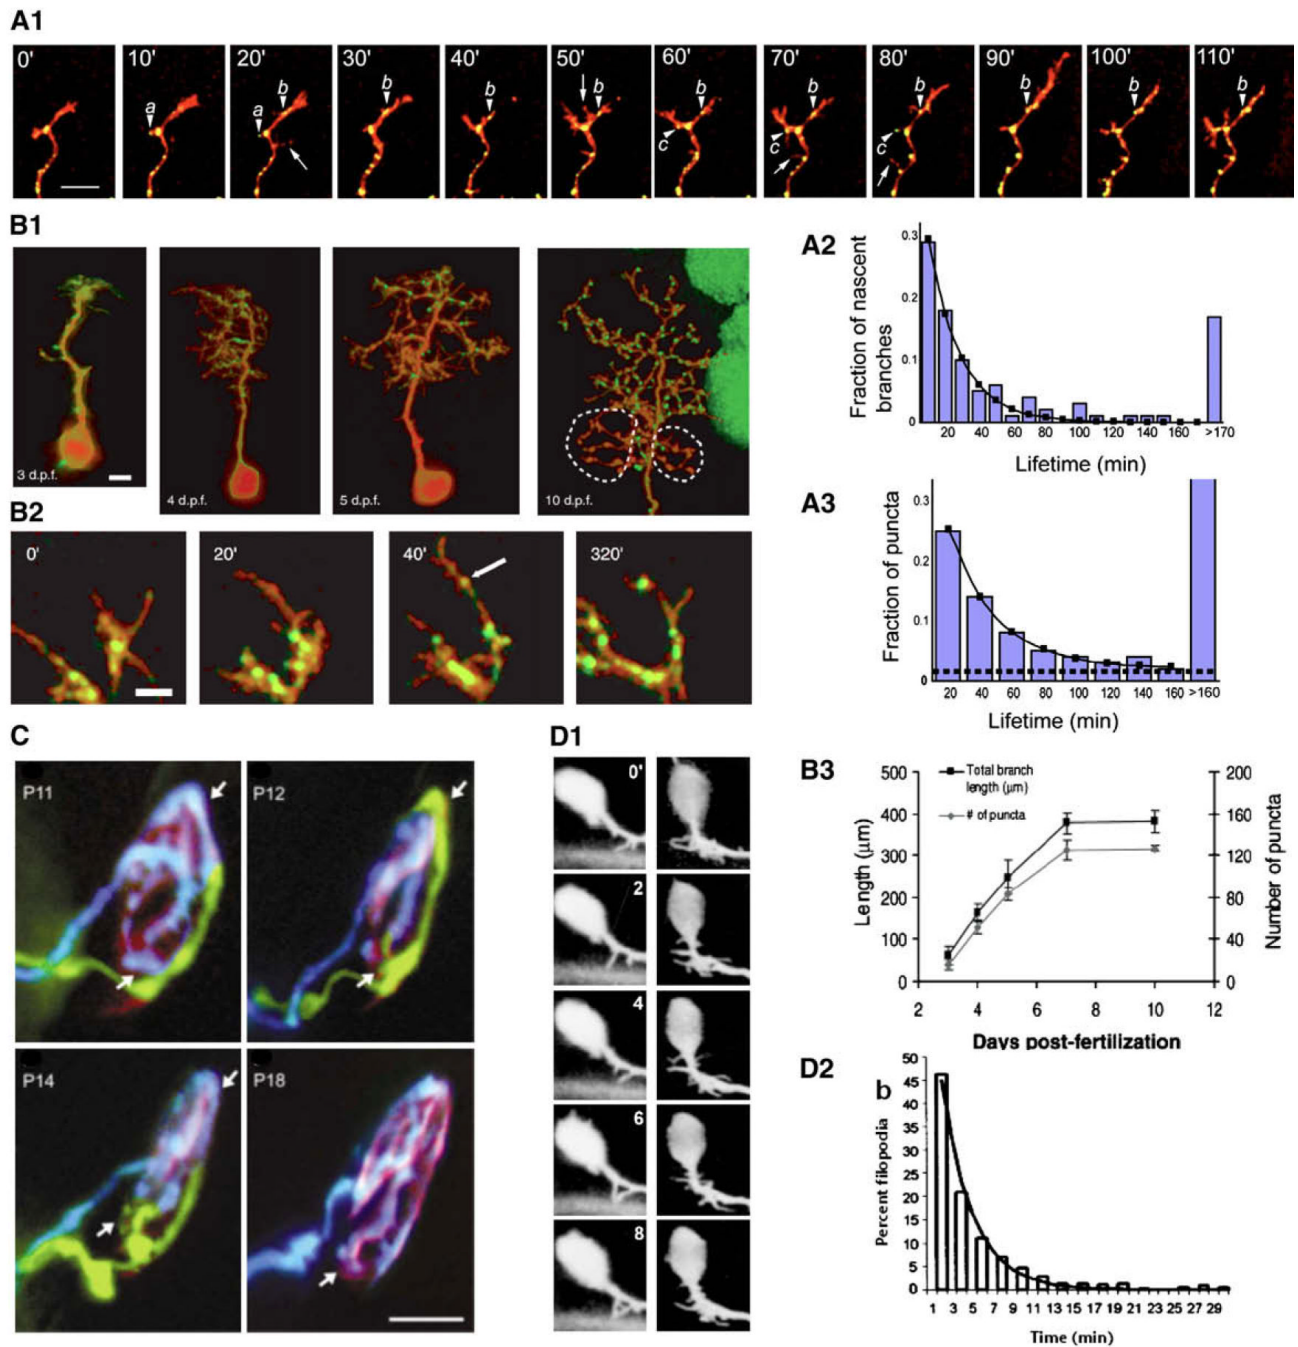 A1
0' 10' 20' 30' 40' 50' 60' 70' 80' 90' 100' 110'
a a b b b b b b b b b b
c c c
B1
3 d.p.f.
4 d.p.f.
5 d.p.f.
10 d.p.f.
A2
Fraction of nascent
branches
0.3
0.2
0.1
0
20 40 60 80 100 120 140 160 >170
Lifetime (min)
B2
0' 20' 40' 320'
A3
Fraction of puncta
0.3
0.2
0.1
0
20 40 60 80 100 120 140 160 >160
Lifetime (min)
C
P11
P12
P14
P18
D1
0'
2
4
6
8
B3
Total branch
length (μm)
# of puncta
Length (μm)
500
400
300
200
100
0
Number of puncta
200
160
120
80
40
0
2 4 6 8 10 12
Days post-fertilization
D2
b
Percent filopodia
50
45
40
35
30
25
20
15
10
5
0
1 3 5 7 9 11 13 15 17 19 21 23 25 27 29
Time (min)